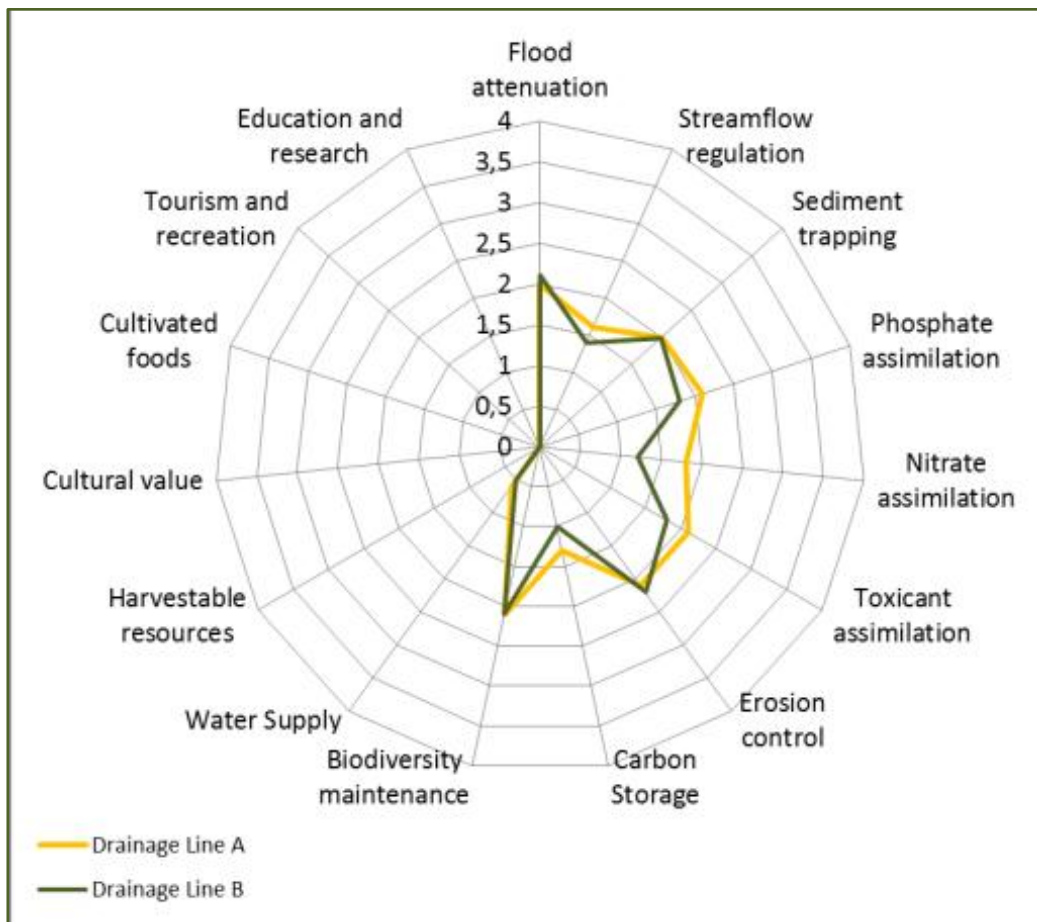 Flood
attenuation
Streamflow
regulation
Sediment
trapping
Phosphate
assimilation
Nitrate
assimilation
Toxicant
assimilation
Erosion
control
Carbon
Storage
Biodiversity
maintenance
Water Supply
Harvestable
resources
Cultural value
Cultivated
foods
Tourism and
recreation
Education and
research
4
3,5
3
2,5
2
1,5
1
0,5
0
Drainage Line A
Drainage Line B